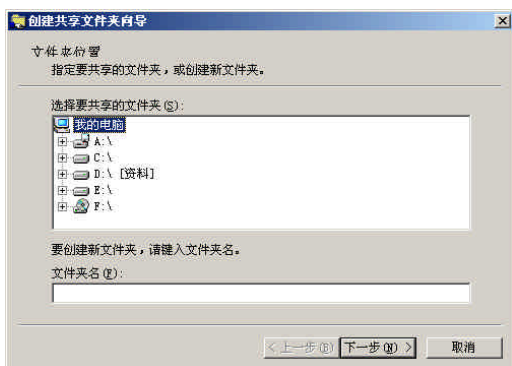 创建共享文件夹向导
文件夹位置
指定要共享的文件夹，或创建新文件夹。
选择要共享的文件夹(S):
我的电脑
A:\
C:\
D:\ [资料]
E:\
F:\
要创建新文件夹，请键入文件夹名。
文件夹名(F):
<上一步(B) 下一步(N) > 取消